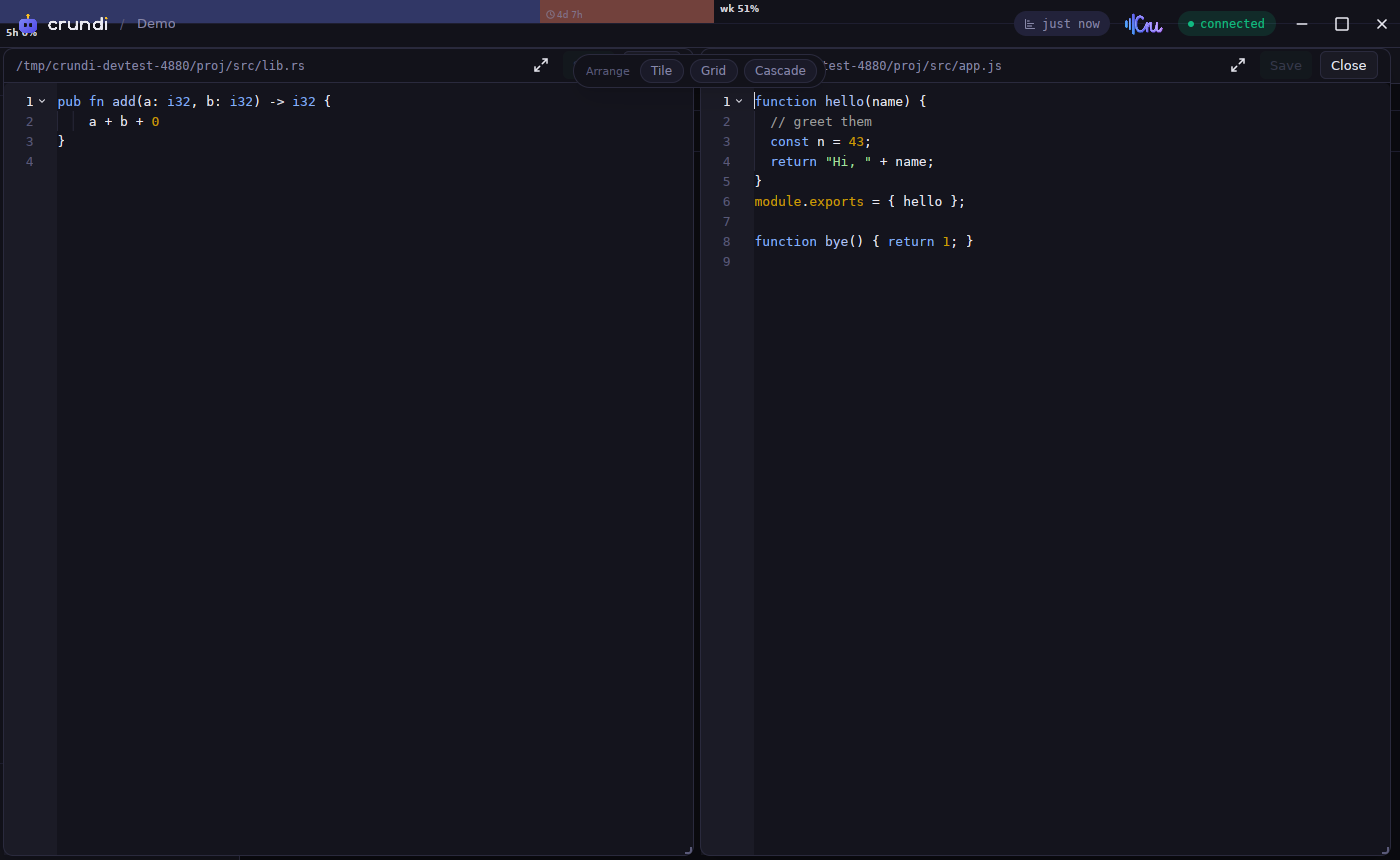 wk 51%
4d 7h
crundi / Demo
just now
Cru
connected
5h 0%
/tmp/crundi-devtest-4880/proj/src/lib.rs
Arrange Tile Grid Cascade
test-4880/proj/src/app.js
Save Close
1 pub fn add(a: i32, b: i32) -> i32 {
2 a + b + 0
3 }
4
1 function hello(name) {
2 // greet them
3 const n = 43;
4 return "Hi, " + name;
5 }
6 module.exports = { hello };
7
8 function bye() { return 1; }
9